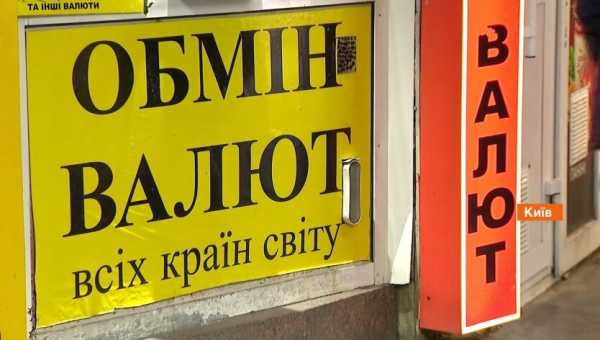 ТА ІНШІ ВАЛЮТИ
ОБМІН
ВАЛЮТ
всіх країн світу
ВАЛЮТ
Київ